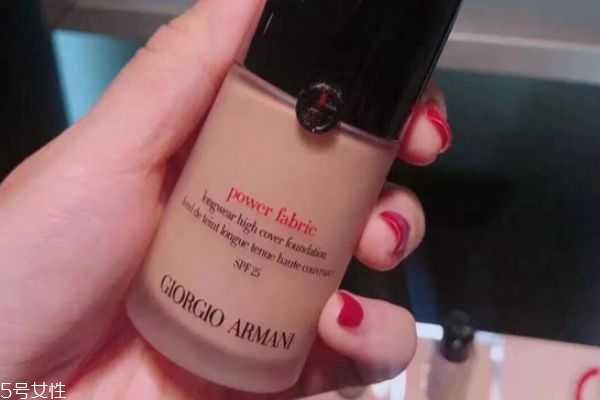 power fabric
longwear high cover foundation
fond de teint longue tenue haute couvrance
SPF 25
GIORGIO ARMANI
5号女性